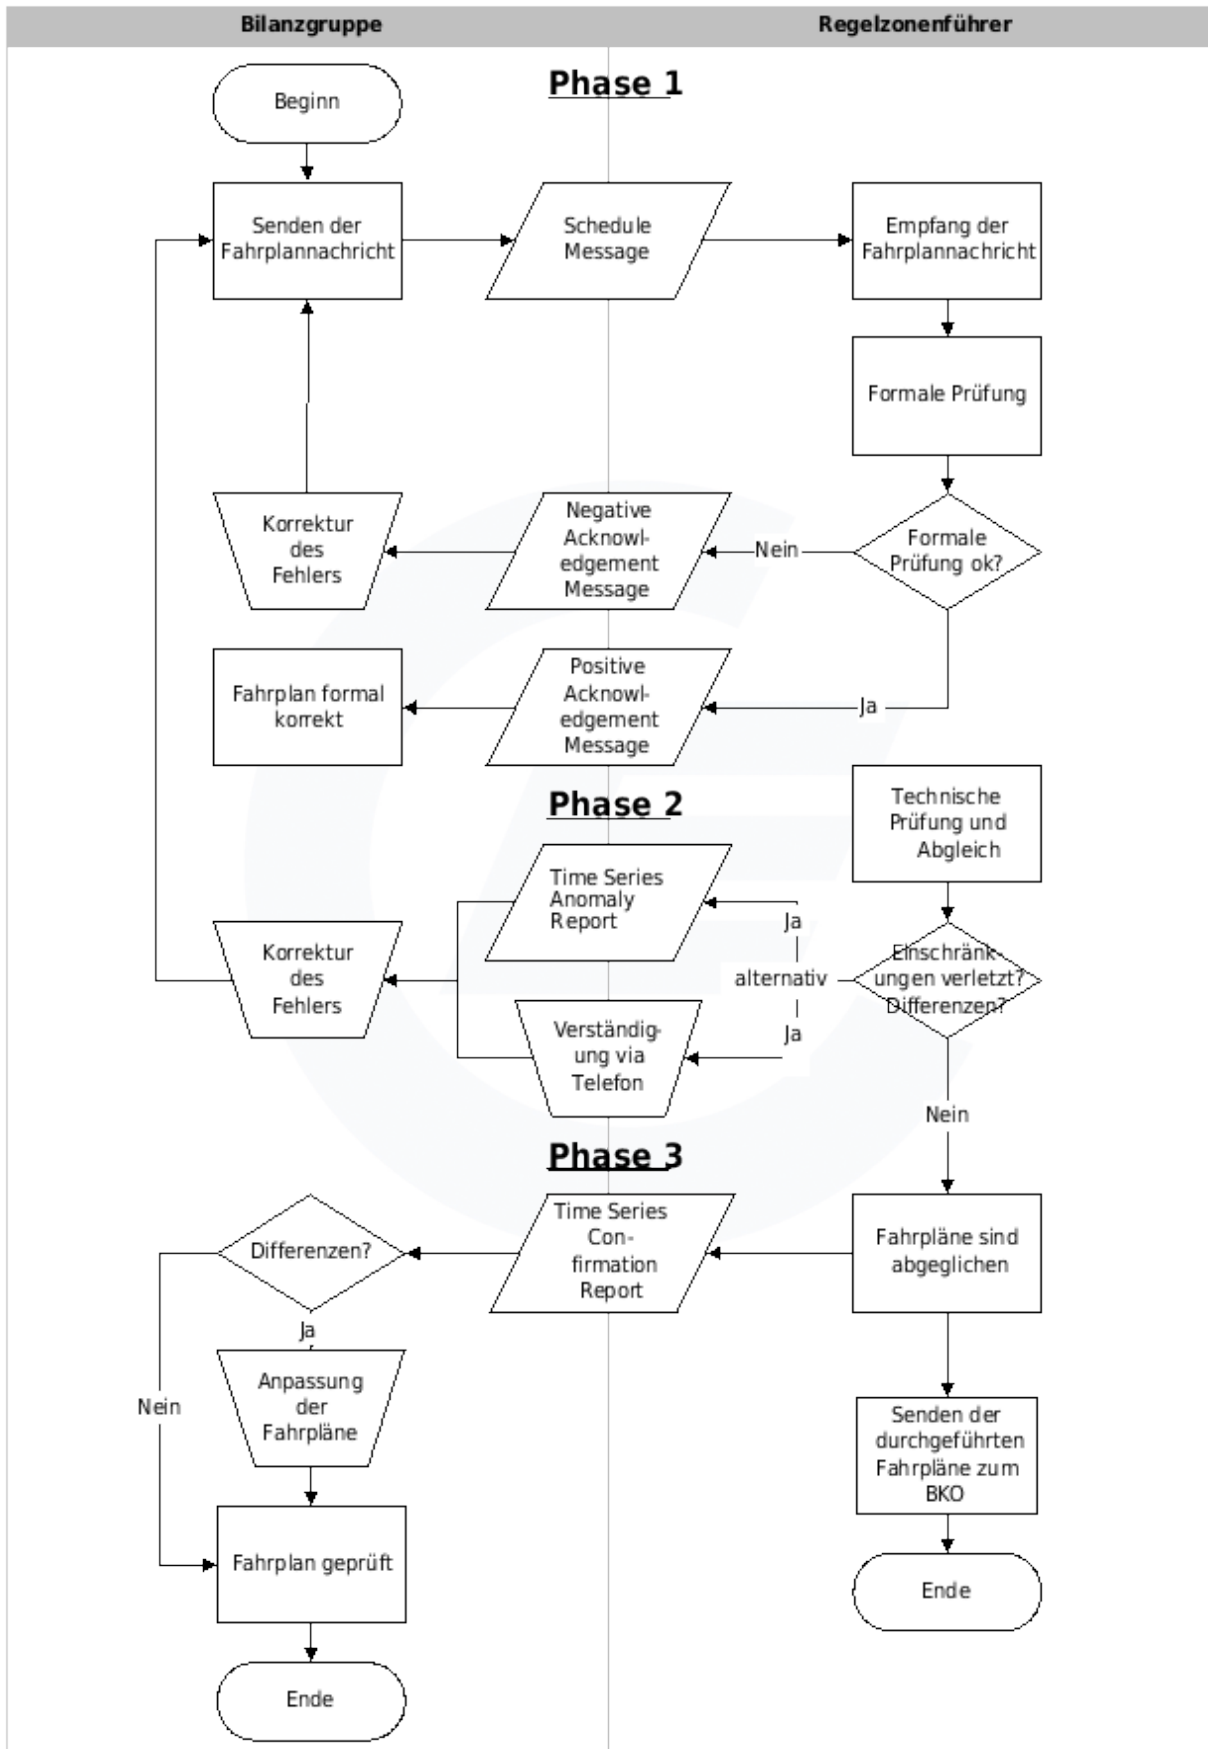 Bilanzgruppe
Regelzonenführer
Phase 1
Beginn
Senden der
Fahrplannachricht
Schedule
Message
Empfang der
Fahrplannachricht
Formale Prüfung
Formale
Prüfung ok?
Nein
Negative
Acknowl-
edgement
Message
Korrektur
des
Fehlers
Ja
Positive
Acknowl-
edgement
Message
Fahrplan formal
korrekt
Phase 2
Technische
Prüfung und
Abgleich
Einschränk-
ungen verletzt?
Differenzen?
Ja
alternativ
Ja
Time Series
Anomaly
Report
Verständig-
ung via
Telefon
Korrektur
des
Fehlers
Nein
Phase 3
Fahrpläne sind
abgeglichen
Time Series
Con-
firmation
Report
Differenzen?
Ja
Nein
Anpassung
der
Fahrpläne
Senden der
durchgeführten
Fahrpläne zum
BKO
Fahrplan geprüft
Ende
Ende